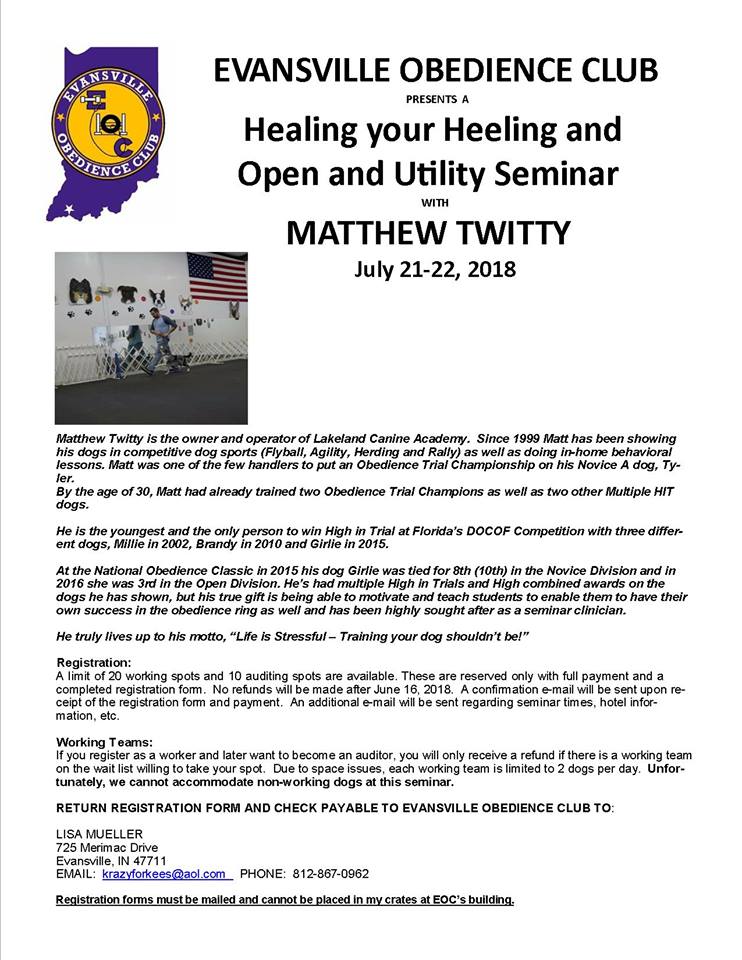 EVANSVILLE
OBEDIENCE CLUB
E
O
C
EVANSVILLE OBEDIENCE CLUB
PRESENTS A
Healing your Heeling and
Open and Utility Seminar
WITH
MATTHEW TWITTY
July 21-22, 2018
Matthew Twitty is the owner and operator of Lakeland Canine Academy. Since 1999 Matt has been showing
his dogs in competitive dog sports (Flyball, Agility, Herding and Rally) as well as doing in-home behavioral
lessons. Matt was one of the few handlers to put an Obedience Trial Championship on his Novice A dog, Ty-
ler.
By the age of 30, Matt had already trained two Obedience Trial Champions as well as two other Multiple HIT
dogs.
He is the youngest and the only person to win High in Trial at Florida's DOCOF Competition with three differ-
ent dogs, Millie in 2002, Brandy in 2010 and Girlie in 2015.
At the National Obedience Classic in 2015 his dog Girlie was tied for 8th (10th) in the Novice Division and in
2016 she was 3rd in the Open Division. He's had multiple High in Trials and High combined awards on the
dogs he has shown, but his true gift is being able to motivate and teach students to enable them to have their
own success in the obedience ring as well and has been highly sought after as a seminar clinician.
He truly lives up to his motto, “Life is Stressful – Training your dog shouldn't be!”
Registration:
A limit of 20 working spots and 10 auditing spots are available. These are reserved only with full payment and a
completed registration form. No refunds will be made after June 16, 2018. A confirmation e-mail will be sent upon re-
ceipt of the registration form and payment. An additional e-mail will be sent regarding seminar times, hotel infor-
mation, etc.
Working Teams:
If you register as a worker and later want to become an auditor, you will only receive a refund if there is a working team
on the wait list willing to take your spot. Due to space issues, each working team is limited to 2 dogs per day. Unfor-
tunately, we cannot accommodate non-working dogs at this seminar.
RETURN REGISTRATION FORM AND CHECK PAYABLE TO EVANSVILLE OBEDIENCE CLUB TO:
LISA MUELLER
725 Merimac Drive
Evansville, IN 47711
EMAIL: krazyforkees@aol.com PHONE: 812-867-0962
Registration forms must be mailed and cannot be placed in my crates at EOC's building.